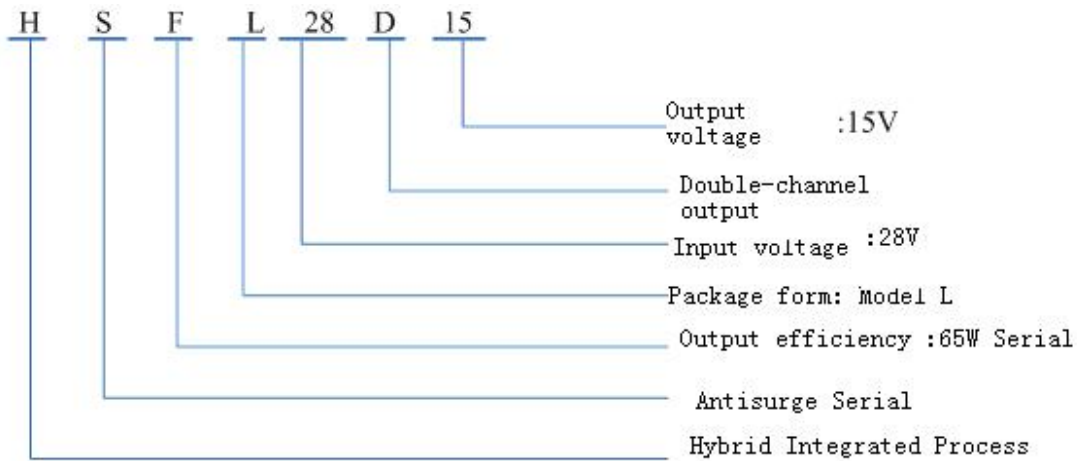 H S F L 28 D 15
Output
voltage :15V
Double-channel
output
Input voltage :28V
Package form: Model L
Output efficiency :65W Serial
Antisurge Serial
Hybrid Integrated Process